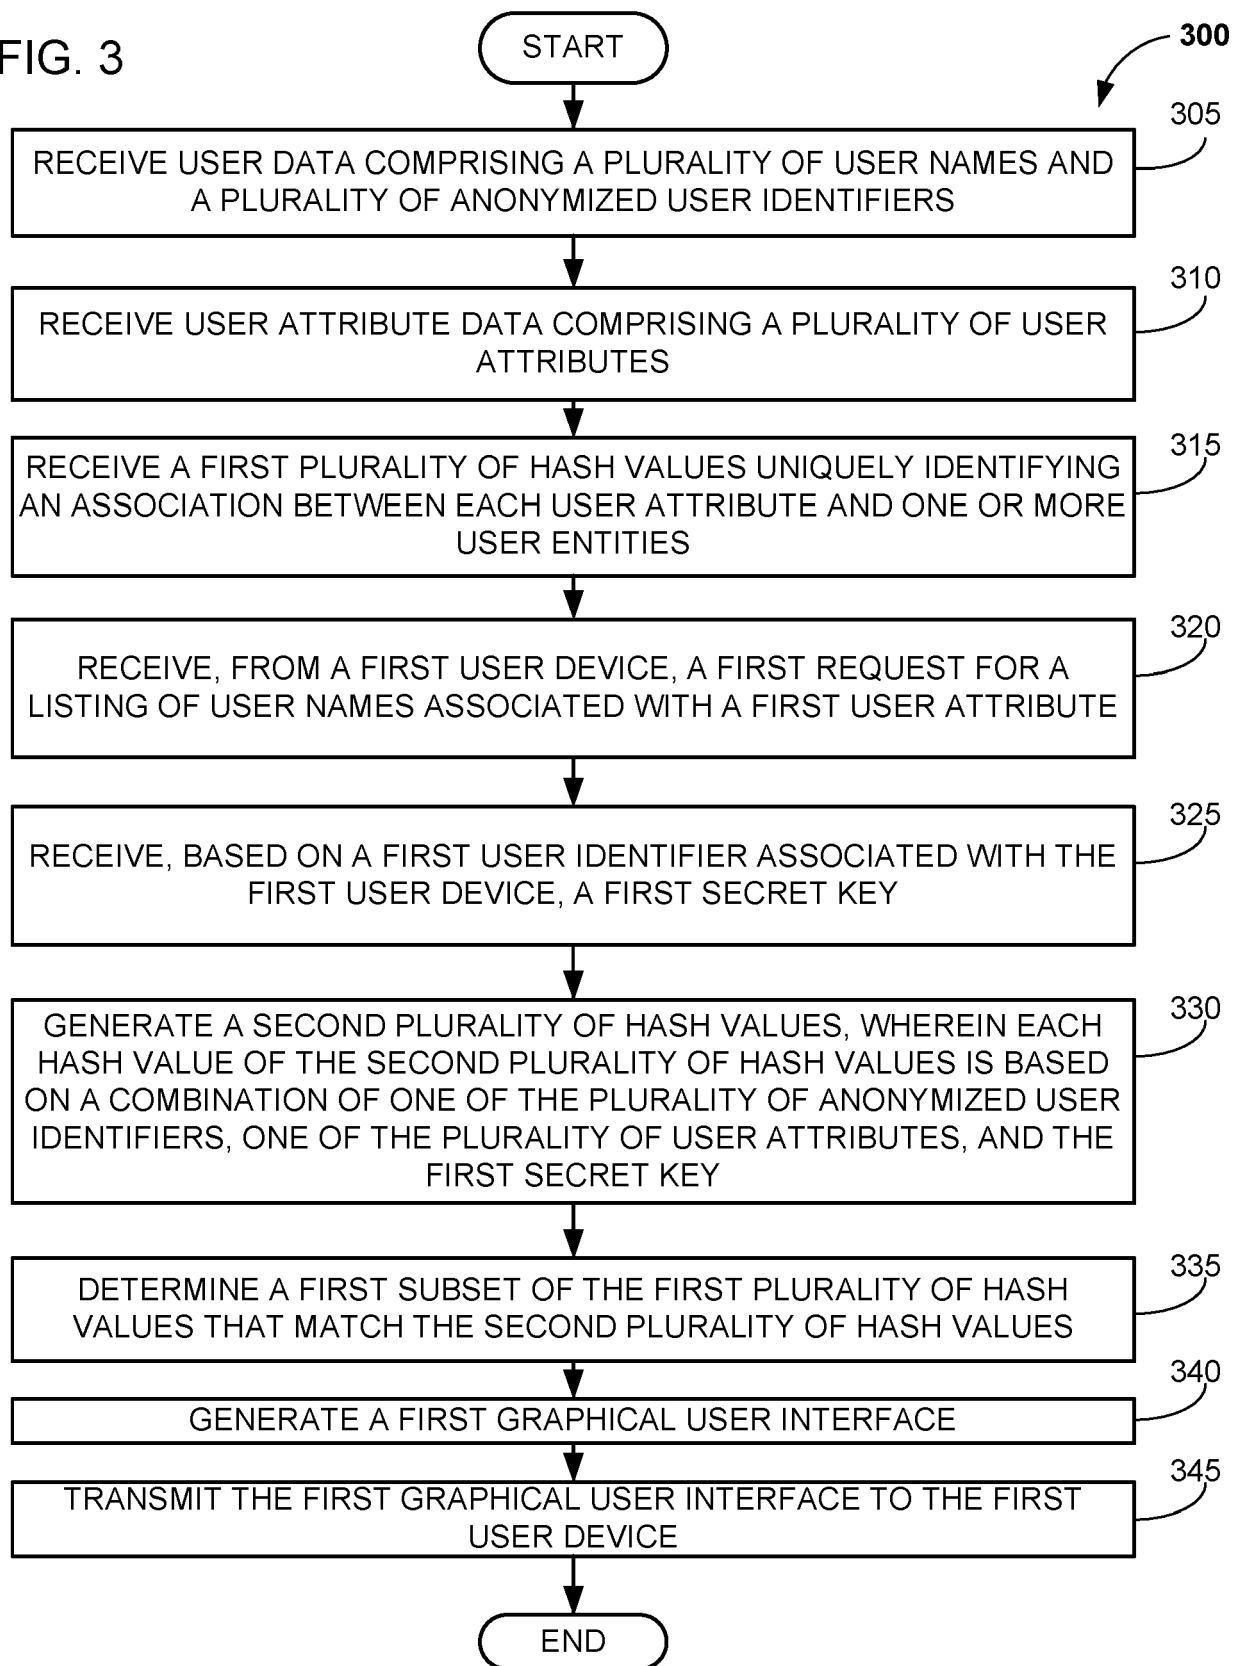 FIG. 3
START
300
305
RECEIVE USER DATA COMPRISING A PLURALITY OF USER NAMES AND
A PLURALITY OF ANONYMIZED USER IDENTIFIERS
310
RECEIVE USER ATTRIBUTE DATA COMPRISING A PLURALITY OF USER
ATTRIBUTES
315
RECEIVE A FIRST PLURALITY OF HASH VALUES UNIQUELY IDENTIFYING
AN ASSOCIATION BETWEEN EACH USER ATTRIBUTE AND ONE OR MORE
USER ENTITIES
320
RECEIVE, FROM A FIRST USER DEVICE, A FIRST REQUEST FOR A
LISTING OF USER NAMES ASSOCIATED WITH A FIRST USER ATTRIBUTE
325
RECEIVE, BASED ON A FIRST USER IDENTIFIER ASSOCIATED WITH THE
FIRST USER DEVICE, A FIRST SECRET KEY
330
GENERATE A SECOND PLURALITY OF HASH VALUES, WHEREIN EACH
HASH VALUE OF THE SECOND PLURALITY OF HASH VALUES IS BASED
ON A COMBINATION OF ONE OF THE PLURALITY OF ANONYMIZED USER
IDENTIFIERS, ONE OF THE PLURALITY OF USER ATTRIBUTES, AND THE
FIRST SECRET KEY
335
DETERMINE A FIRST SUBSET OF THE FIRST PLURALITY OF HASH
VALUES THAT MATCH THE SECOND PLURALITY OF HASH VALUES
340
GENERATE A FIRST GRAPHICAL USER INTERFACE
345
TRANSMIT THE FIRST GRAPHICAL USER INTERFACE TO THE FIRST
USER DEVICE
END